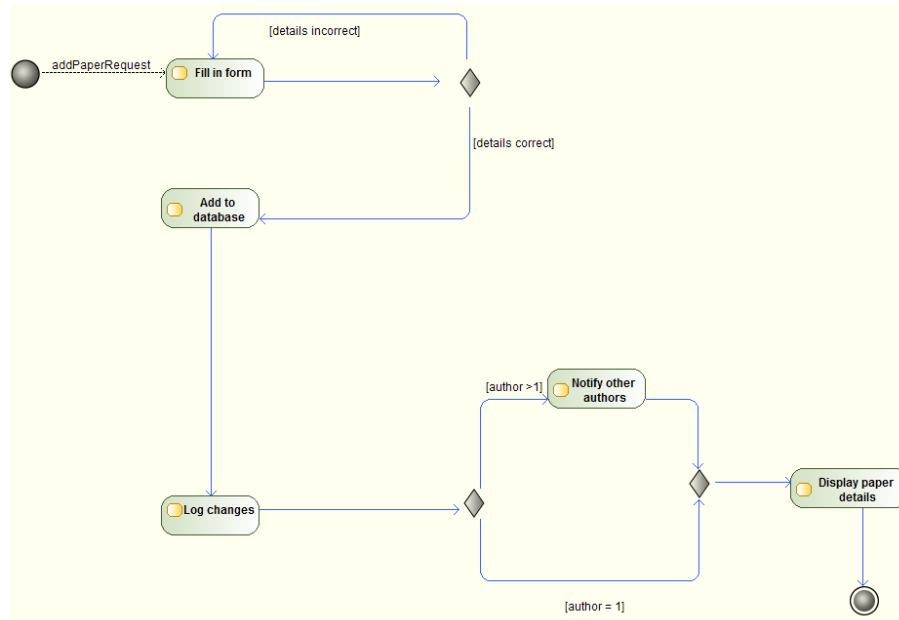 [details incorrect]
addPaperRequest
Fill in form
[details correct]
Add to
database
[author >1]
Notify other
authors
Log changes
Display paper
details
[author = 1]